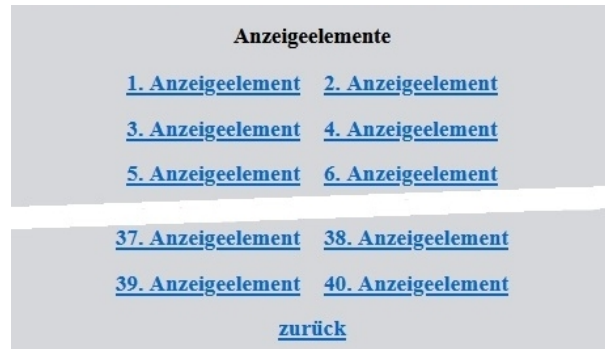 Anzeigeelemente
1. Anzeigeelement 2. Anzeigeelement
3. Anzeigeelement 4. Anzeigeelement
5. Anzeigeelement 6. Anzeigeelement
37. Anzeigeelement 38. Anzeigeelement
39. Anzeigeelement 40. Anzeigeelement
zurück